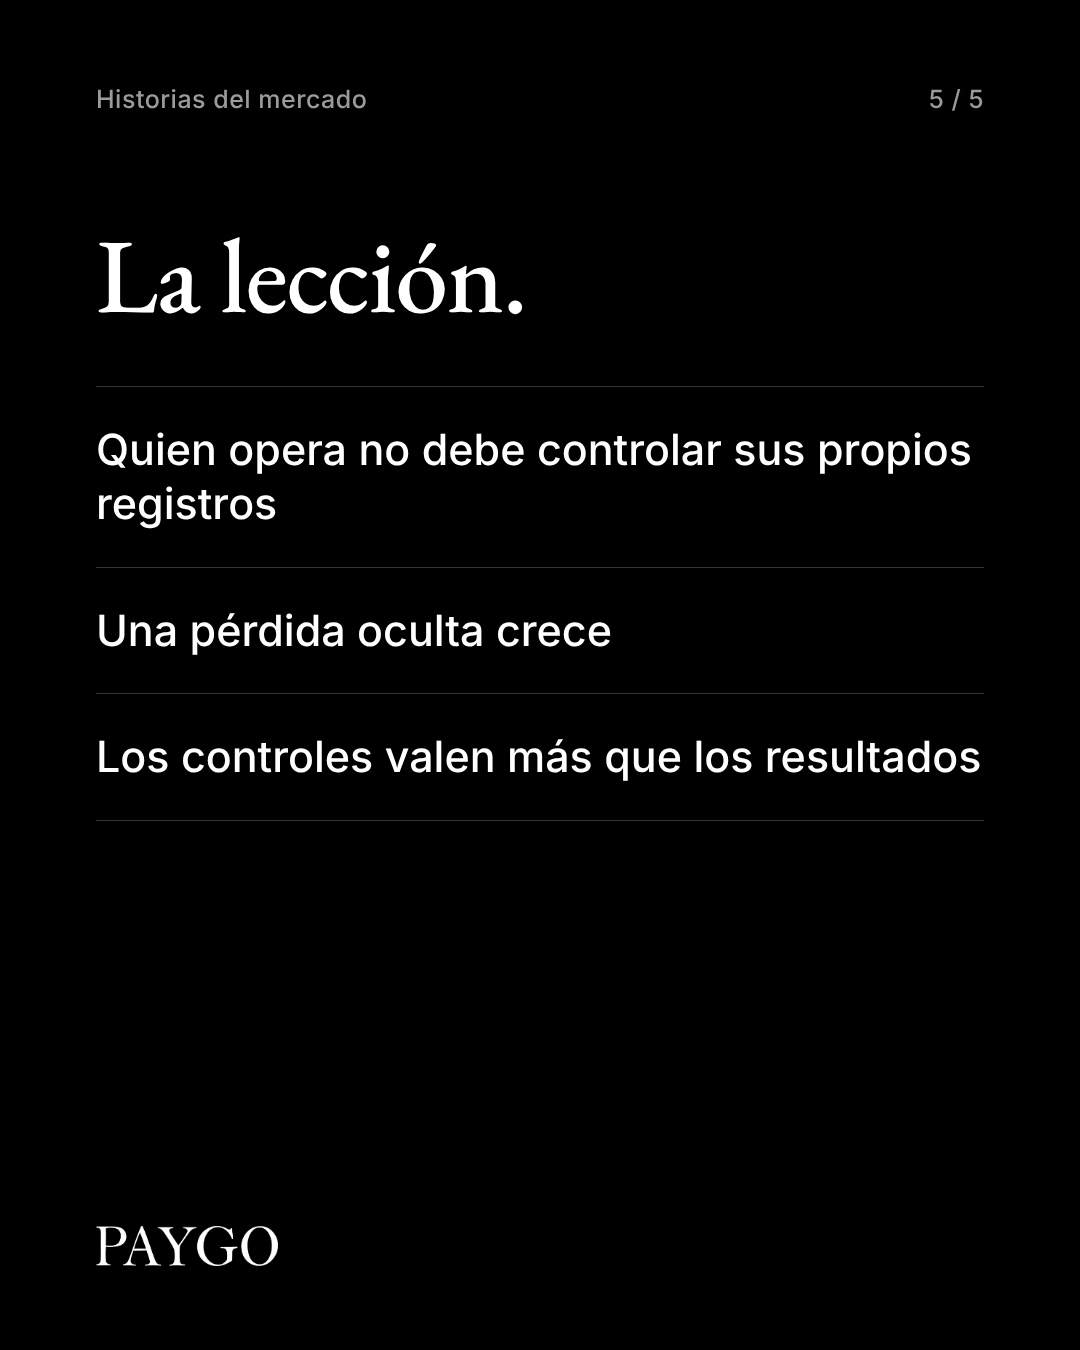 Historias del mercado
5 / 5
La lección.
Quien opera no debe controlar sus propios
registros
Una pérdida oculta crece
Los controles valen más que los resultados
PAYGO